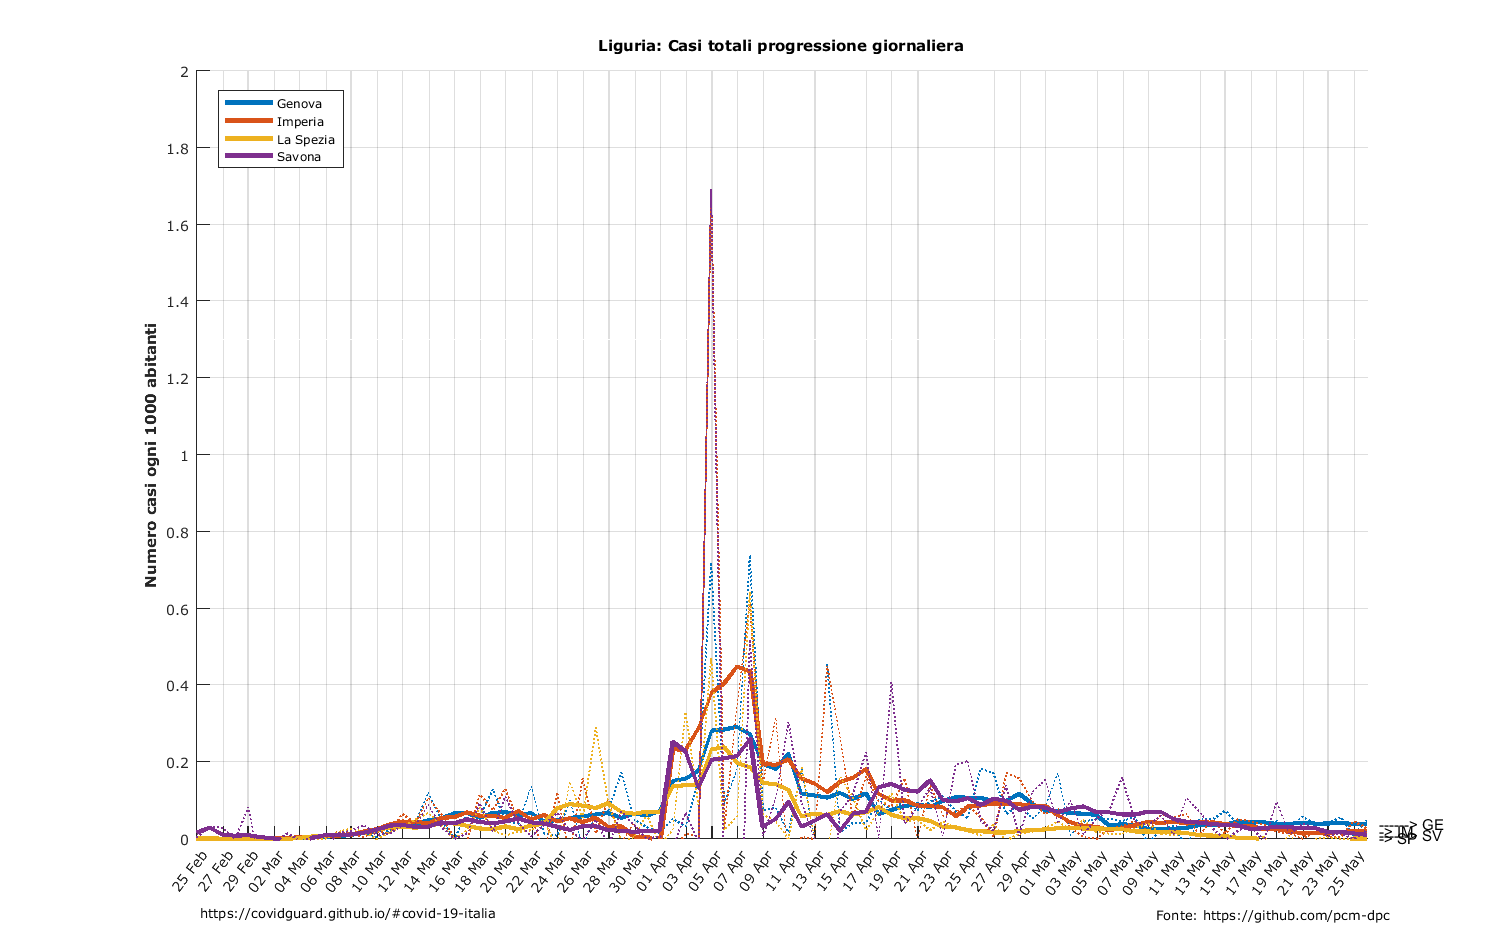 Liguria: Casi totali progressione giornaliera
Numero casi ogni 1000 abitanti
2
1.8
1.6
1.4
1.2
1
0.8
0.6
0.4
0.2
0
Genova
Imperia
La Spezia
Savona
25 Feb
27 Feb
29 Feb
02 Mar
04 Mar
06 Mar
08 Mar
10 Mar
12 Mar
14 Mar
16 Mar
18 Mar
20 Mar
22 Mar
24 Mar
26 Mar
28 Mar
30 Mar
01 Apr
03 Apr
05 Apr
07 Apr
09 Apr
11 Apr
13 Apr
15 Apr
17 Apr
19 Apr
21 Apr
23 Apr
25 Apr
27 Apr
29 Apr
01 May
03 May
05 May
07 May
09 May
11 May
13 May
15 May
17 May
19 May
21 May
23 May
25 May
GE
SV
SP
https://covidguard.github.io/#covid-19-italia
Fonte: https://github.com/pcm-dpc